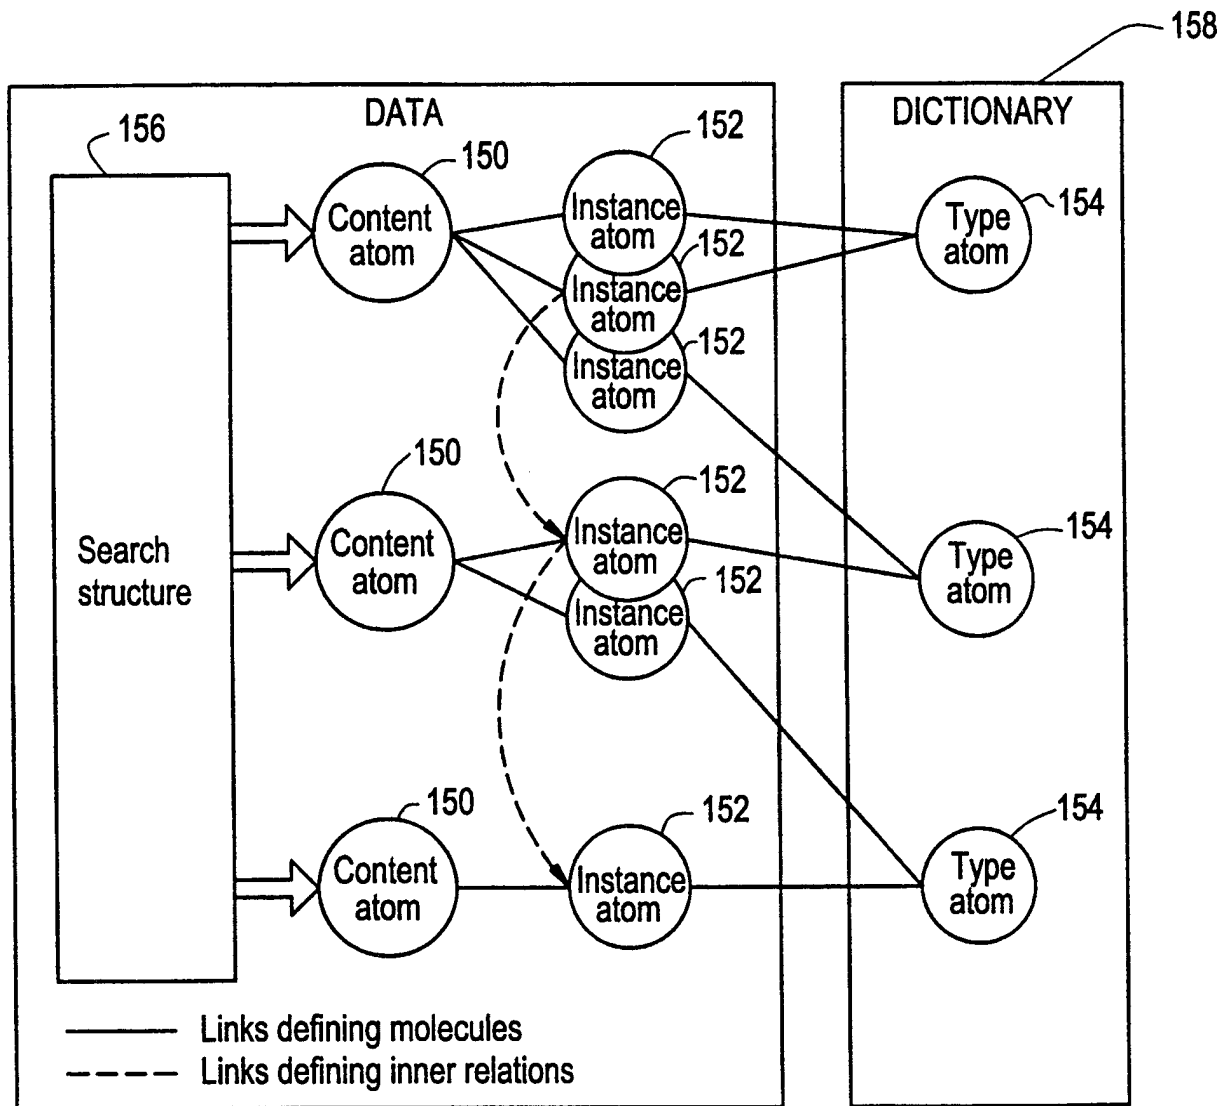 158
DATA
DICTIONARY
156
150
152
Content
atom
Instance
atom
Type
atom
154
152
Instance
atom
152
Instance
atom
150
152
Search
structure
Content
atom
Instance
atom
Type
atom
154
152
Instance
atom
150
152
154
Content
atom
Instance
atom
Type
atom
Links defining molecules
Links defining inner relations